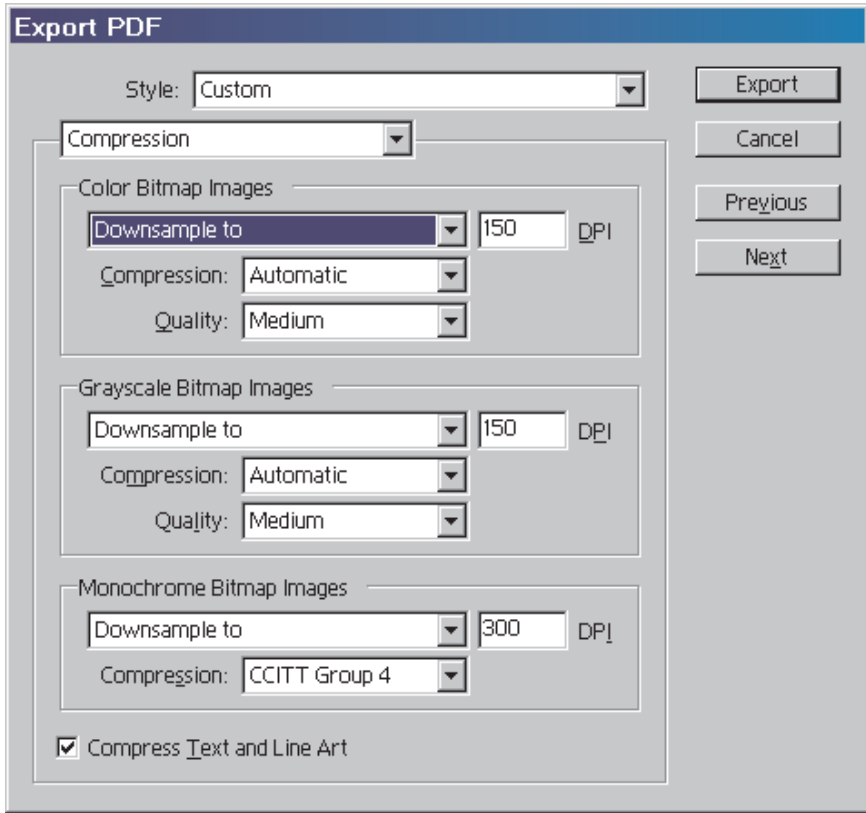 Export PDF
Style: Custom
Export
Compression
Cancel
Color Bitmap Images
Previous
Downsample to 150 DPI
Next
Compression: Automatic
Quality: Medium
Grayscale Bitmap Images
Downsample to 150 DPI
Compression: Automatic
Quality: Medium
Monochrome Bitmap Images
Downsample to 300 DPI
Compression: CCITT Group 4
Compress Text and Line Art